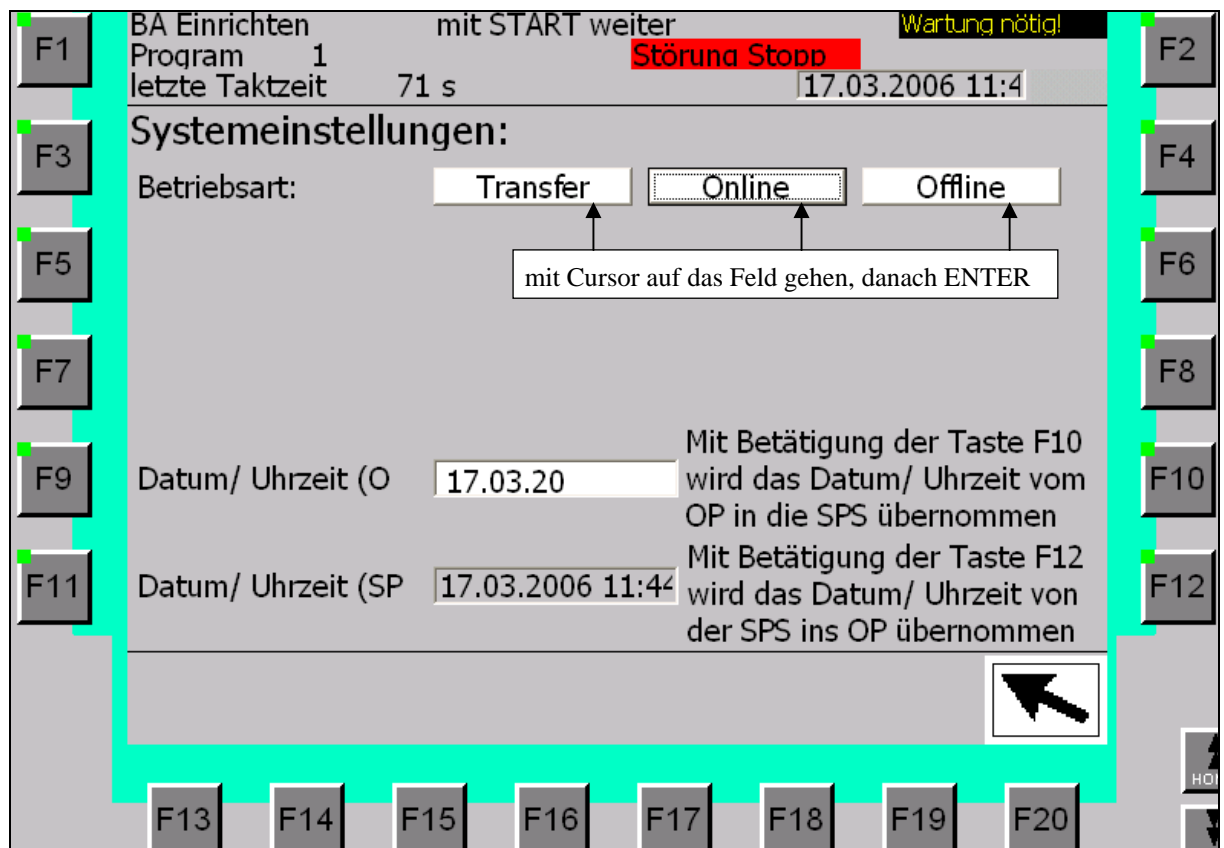 F1
BA Einrichten mit START weiter Wartung nötig!
F2
Program 1 Störung Stopp
letzte Taktzeit 71 s 17.03.2006 11:4
F3
Systemeinstellungen:
F4
Betriebsart: Transfer Online Offline
F5
mit Cursor auf das Feld gehen, danach ENTER
F6
F7
F8
Mit Betätigung der Taste F10
F9
Datum/ Uhrzeit (O 17.03.20 wird das Datum/ Uhrzeit vom
F10
OP in die SPS übernommen
Mit Betätigung der Taste F12
F11
Datum/ Uhrzeit (SP 17.03.2006 11:44 wird das Datum/ Uhrzeit von
F12
der SPS ins OP übernommen
F13 F14 F15 F16 F17 F18 F19 F20